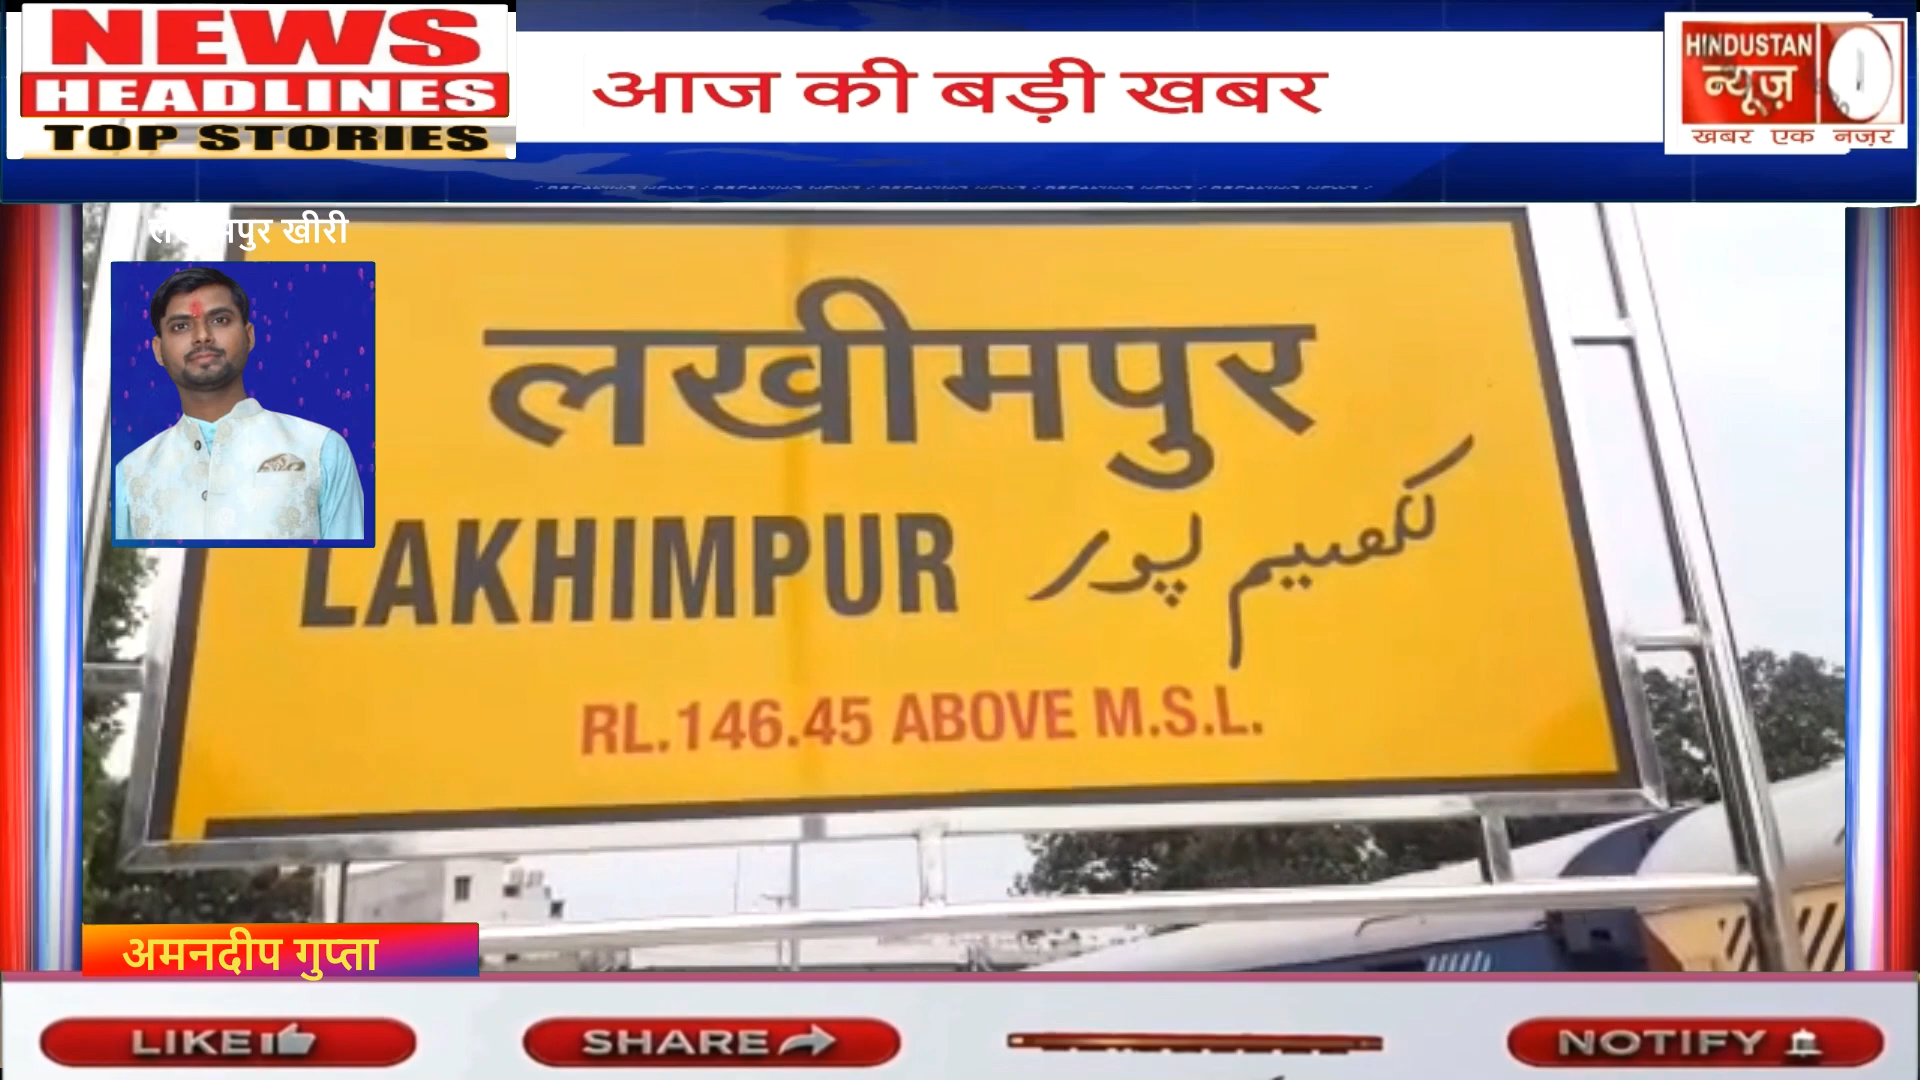 NEWS
HEADLINES
TOP STORIES
आज की बड़ी खबर
HINDUSTAN
न्यूज़
खबर एक नज़र
पुर खीरी
लखीमपुर
LAKHIMPUR لکھیم پور
RL.146.45 ABOVE M.S.L.
अमनदीप गुप्ता
LIKE
SHARE
NOTIFY